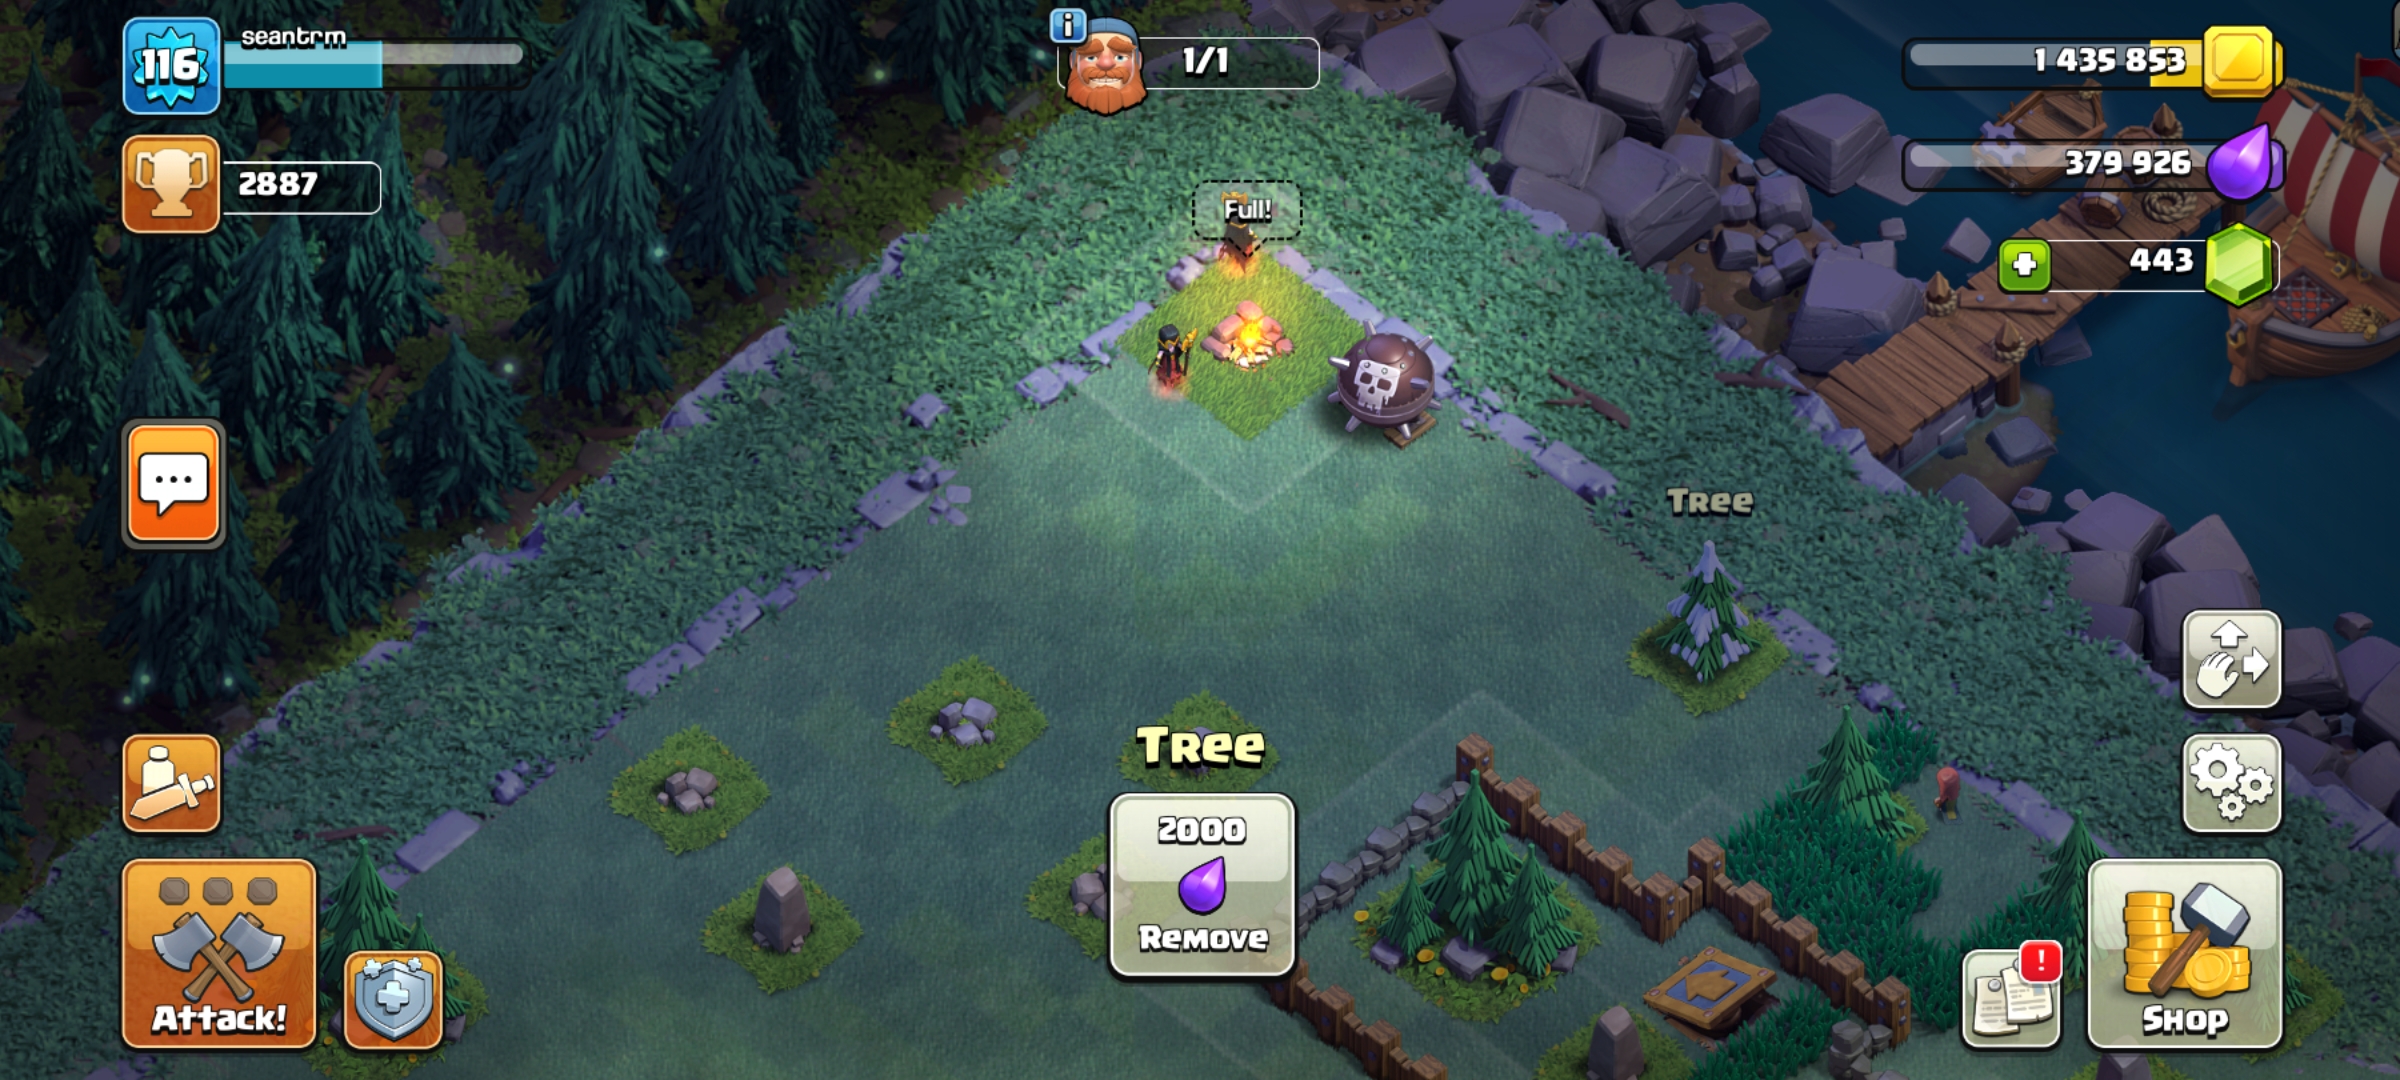 116
seantrm
1/1
1 435 853
2887
379 926
Full!
443
Tree
Tree
2000
Remove
Attack!
!
Shop